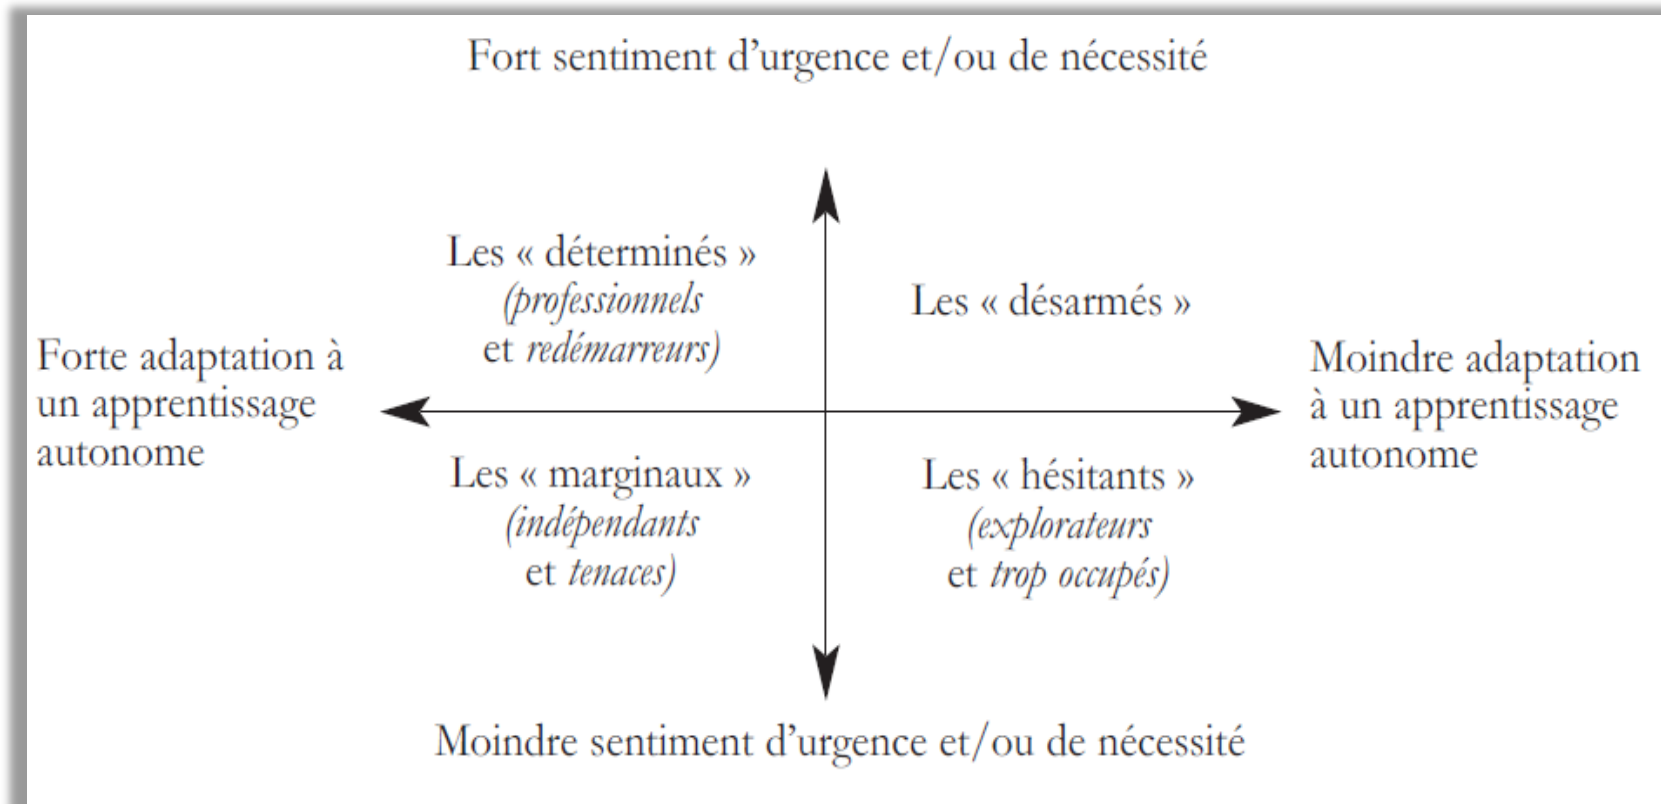 Fort sentiment d’urgence et/ou de nécessité
Les « déterminés »
(professionnels
et redémarreurs)
Les « désarmés »
Forte adaptation à
un apprentissage
autonome
Moindre adaptation
à un apprentissage
autonome
Les « marginaux »
(indépendants
et tenaces)
Les « hésitants »
(explorateurs
et trop occupés)
Moindre sentiment d’urgence et/ou de nécessité